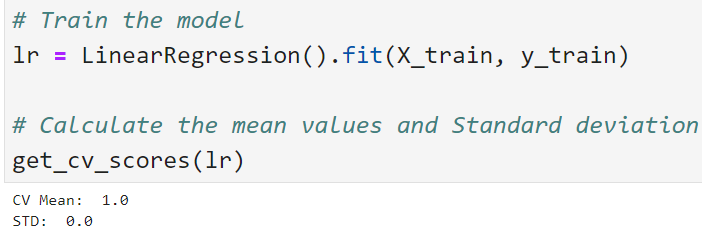 # Train the model
lr = LinearRegression().fit(X_train, y_train)
# Calculate the mean values and Standard deviation
get_cv_scores(lr)
CV Mean:  1.0
STD:  0.0